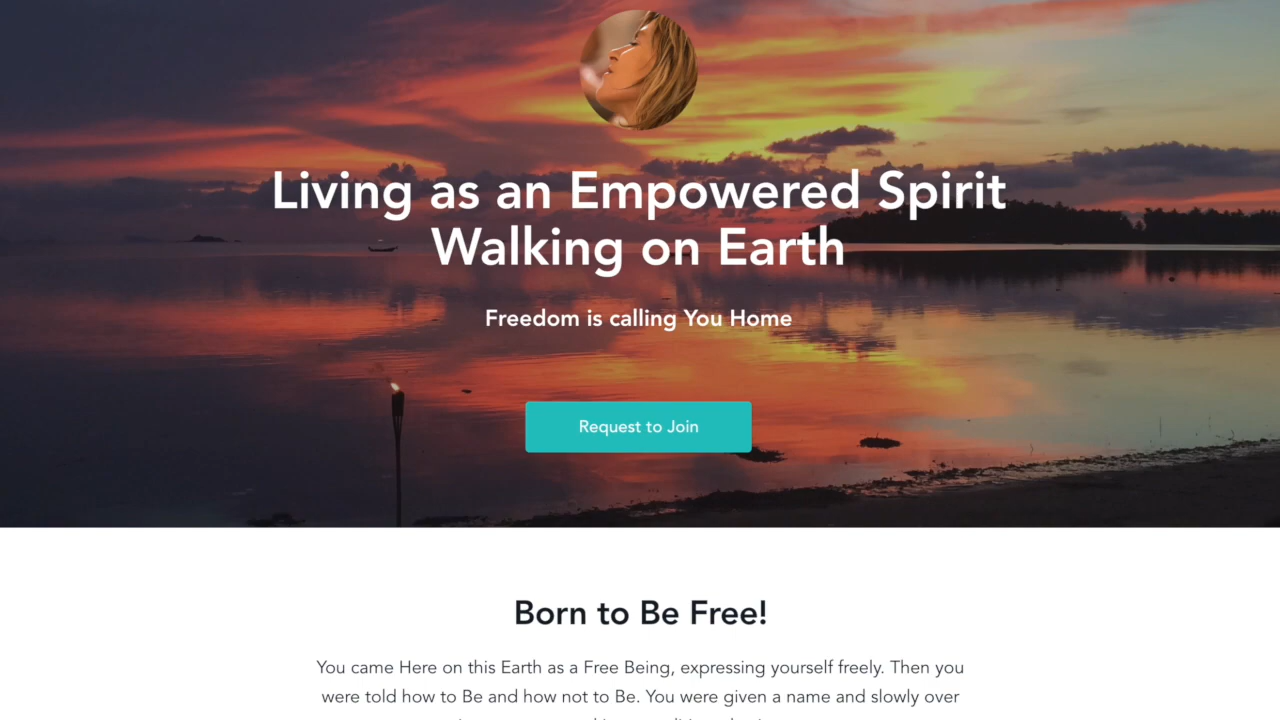 Living as an Empowered Spirit
Walking on Earth
Freedom is calling You Home
Request to Join
Born to Be Free!
You came Here on this Earth as a Free Being, expressing yourself freely. Then you
were told how to Be and how not to Be. You were given a name and slowly over